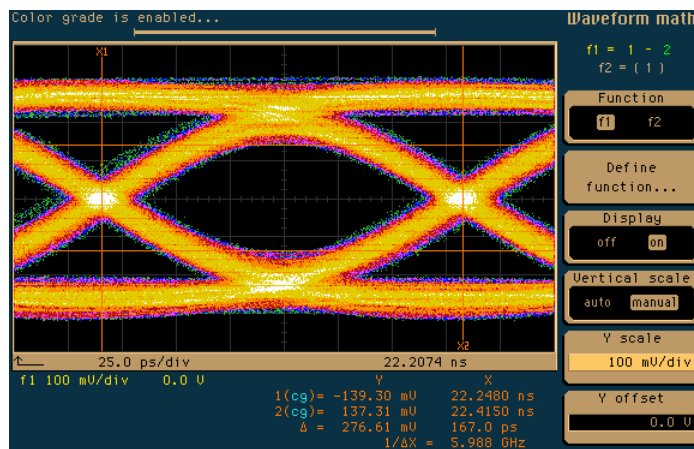 Color grade is enabled...
Waveform math
f1 = 1 - 2
f2 = ( 1 )
X1
Function
f1 f2
Define
function...
Display
off on
Vertical scale
auto manual
X2
Y scale
25.0 ps/div 22.2074 ns
100 mV/div
f1 100 mV/div 0.0 V
Y X
1(cg)= -139.30 mV 22.2480 ns
2(cg)= 137.31 mV 22.4150 ns
Δ = 276.61 mV 167.0 ps
1/ΔX = 5.988 GHz
Y offset
0.0 V